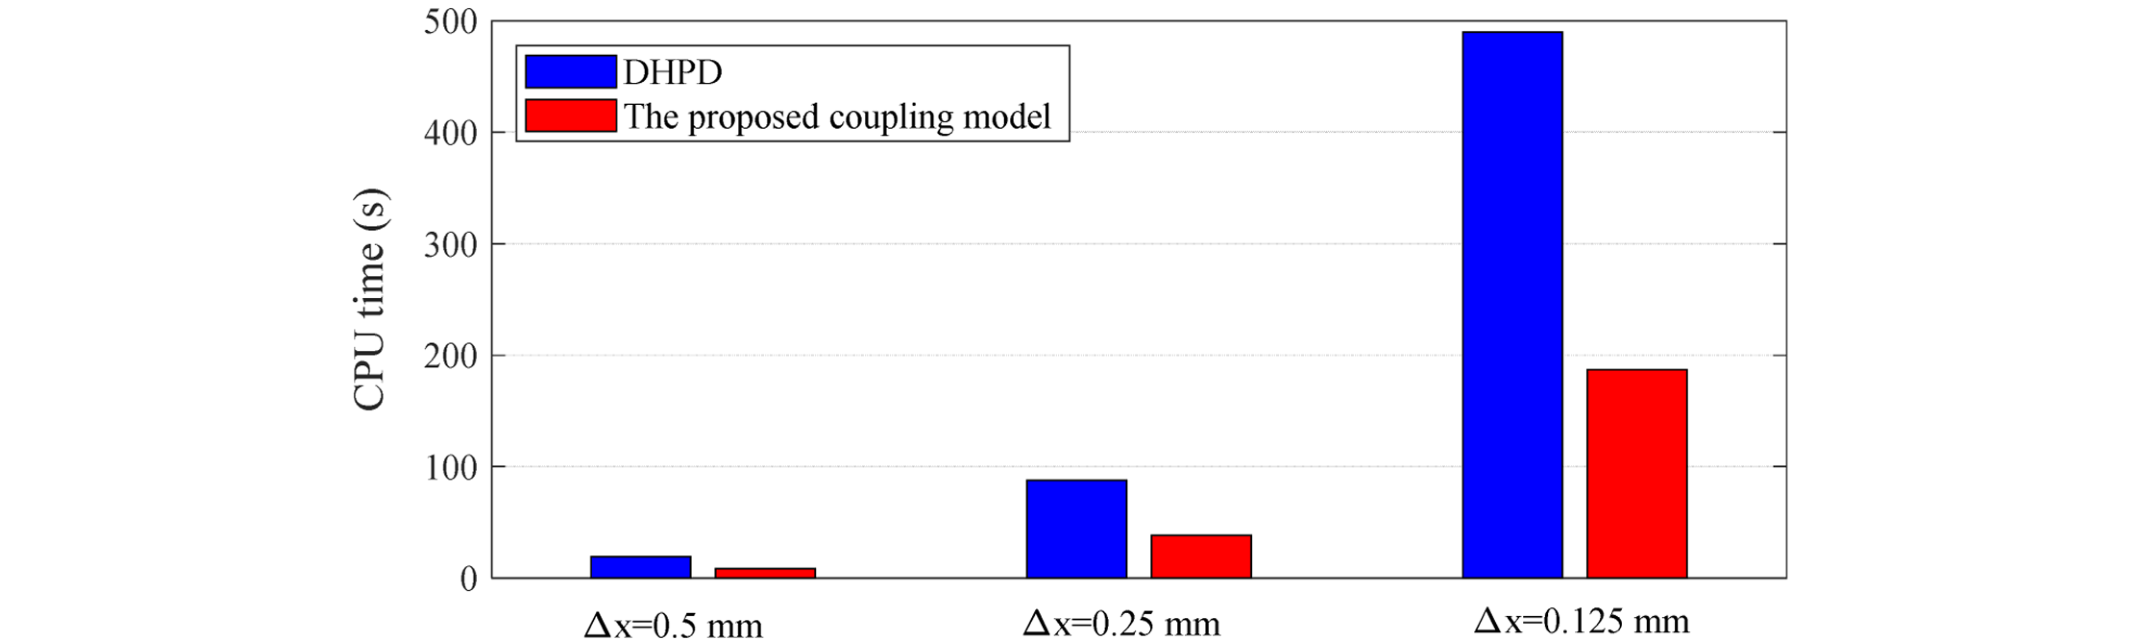 500
400
300
200
100
0
CPU time (s)
DHPD
The proposed coupling model
Δx=0.5 mm
Δx=0.25 mm
Δx=0.125 mm